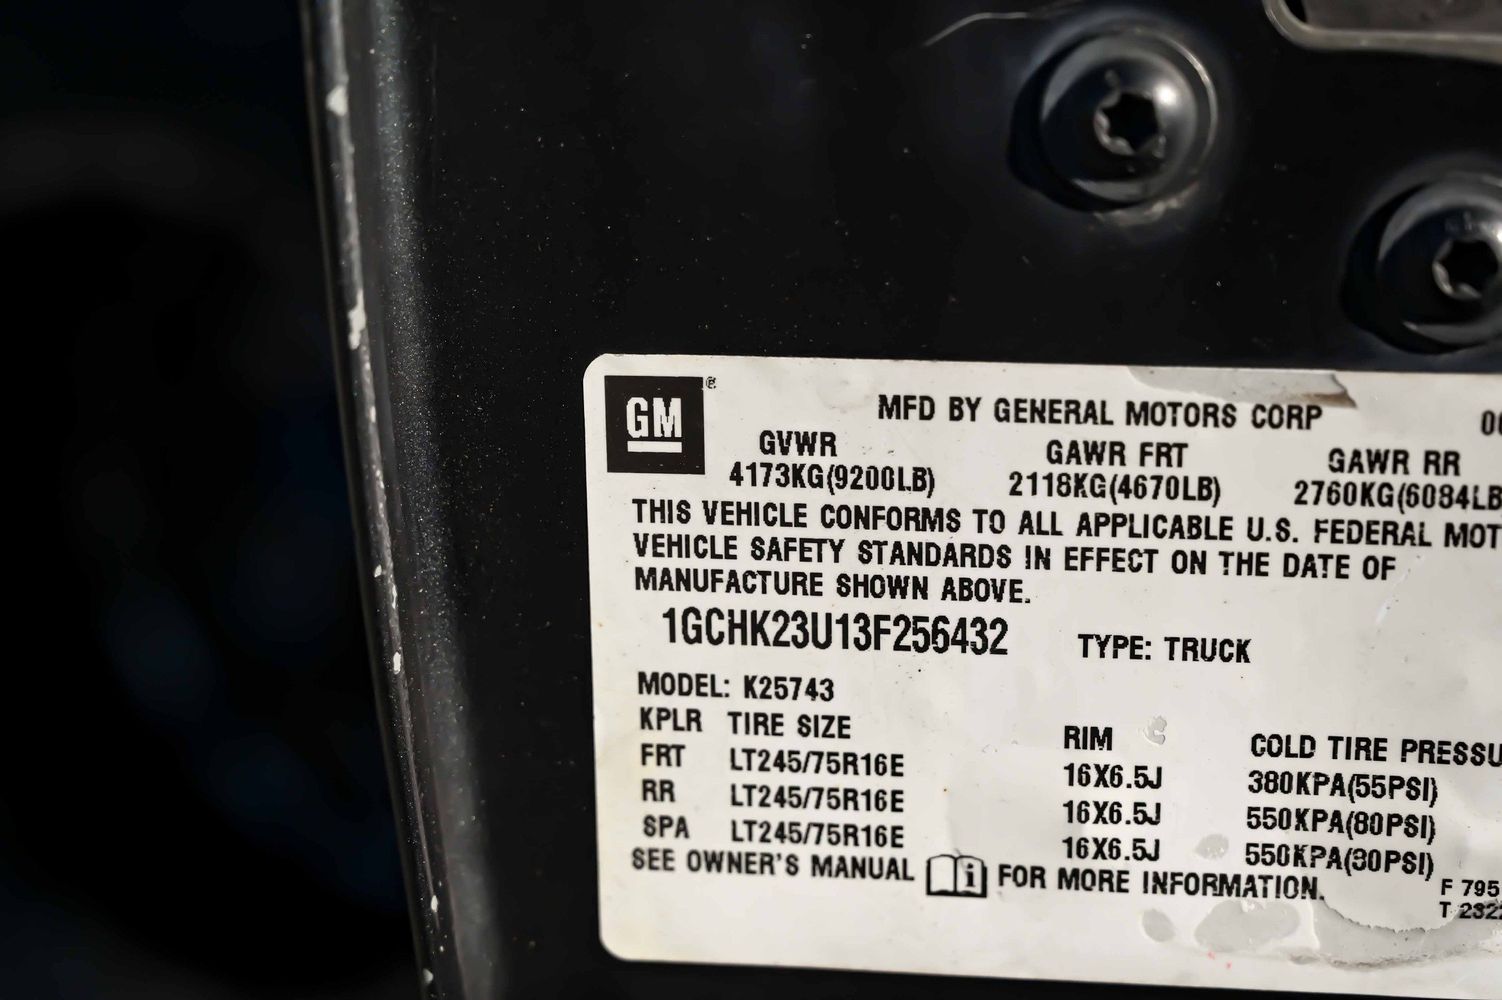 GM ®
MFD BY GENERAL MOTORS CORP
GVWR GAWR FRT GAWR RR
4173KG(9200LB) 2118KG(4670LB) 2760KG(6084LB
THIS VEHICLE CONFORMS TO ALL APPLICABLE U.S. FEDERAL MOT
VEHICLE SAFETY STANDARDS IN EFFECT ON THE DATE OF
MANUFACTURE SHOWN ABOVE.
1GCHK23U13F256432 TYPE: TRUCK
MODEL: K25743
KPLR TIRE SIZE RIM COLD TIRE PRESSU
FRT LT245/75R16E 16X6.5J 380KPA(55PSI)
RR LT245/75R16E 16X6.5J 550KPA(80PSI)
SPA LT245/75R16E 16X6.5J 550KPA(80PSI)
SEE OWNER'S MANUAL i FOR MORE INFORMATION.
F 795
T 232